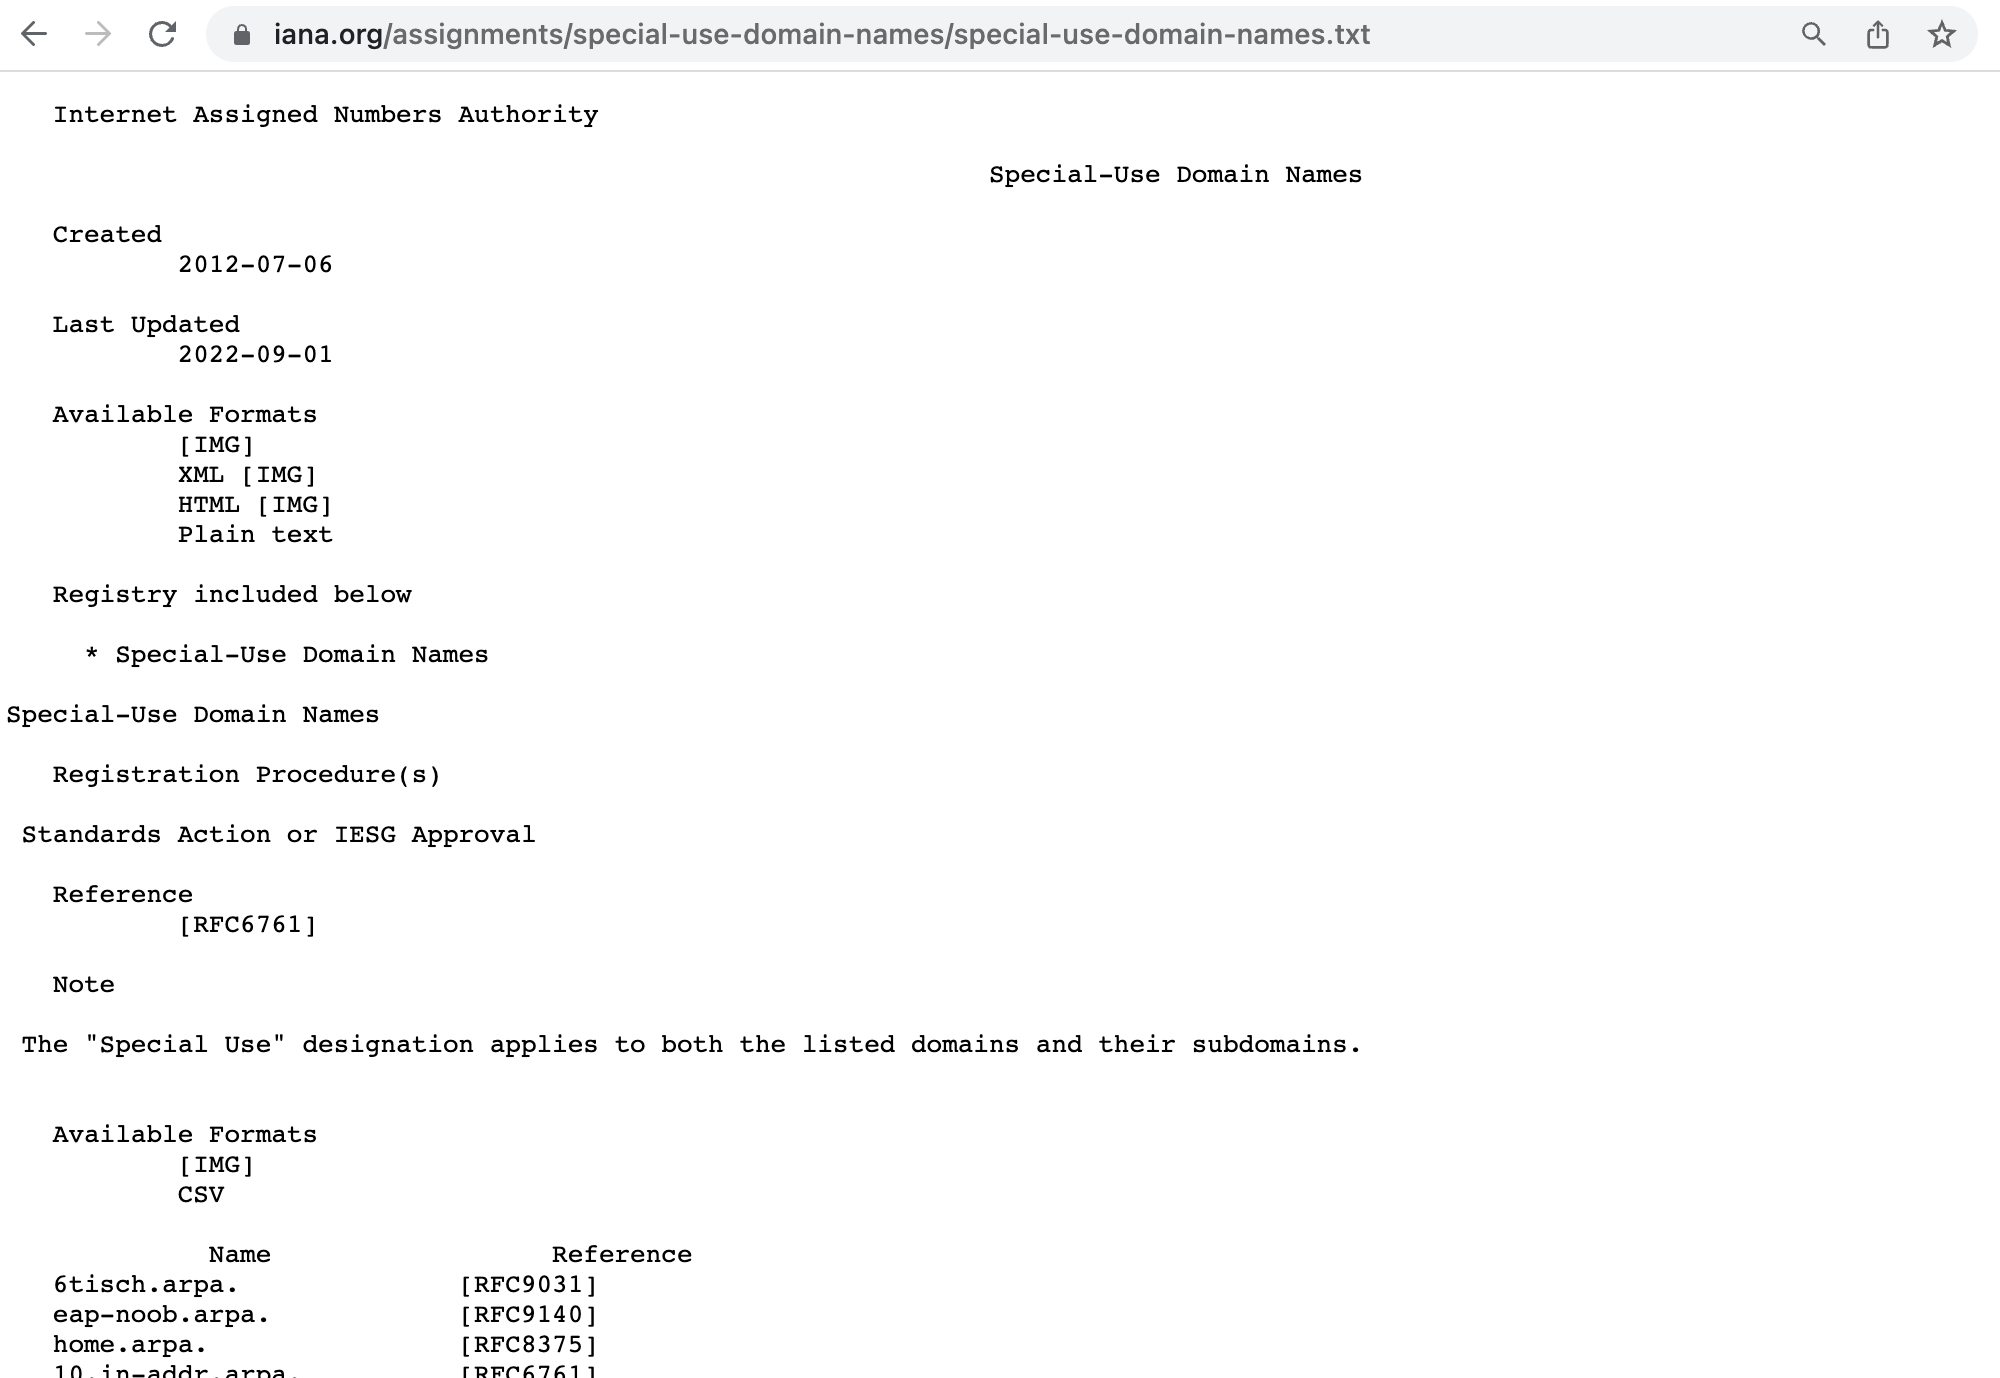 iana.org/assignments/special-use-domain-names/special-use-domain-names.txt
Internet Assigned Numbers Authority
Special-Use Domain Names
Created
2012-07-06
Last Updated
2022-09-01
Available Formats
[IMG]
XML [IMG]
HTML [IMG]
Plain text
Registry included below
* Special-Use Domain Names
Special-Use Domain Names
Registration Procedure(s)
Standards Action or IESG Approval
Reference
[RFC6761]
Note
The "Special Use" designation applies to both the listed domains and their subdomains.
Available Formats
[IMG]
CSV
Name Reference
6tisch.arpa. [RFC9031]
eap-noob.arpa. [RFC9140]
home.arpa. [RFC8375]
10.in-addr.arpa. [RFC6761]